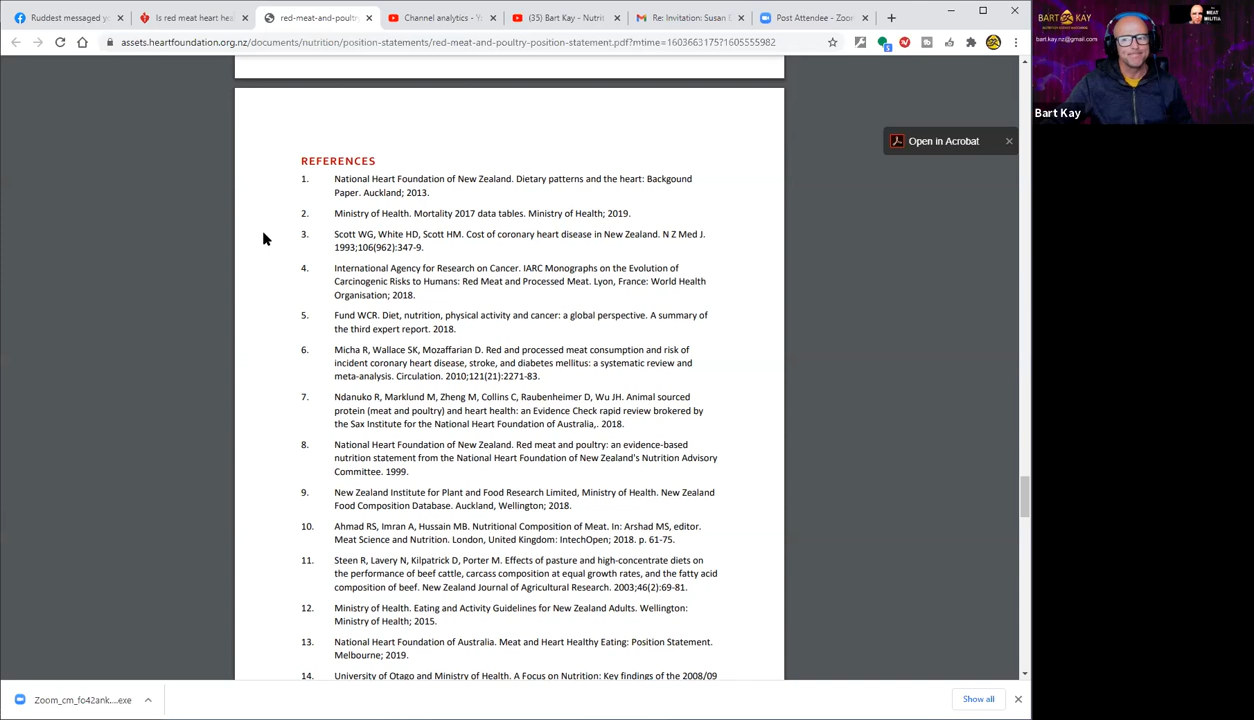 Ruddest messaged y
Is red meat heart hea
red-meat-and-poultry
Channel analytics - Y
(35) Bart Kay - Nutriti
Re: Invitation: Susan
Post Attendee - Zoom
assets.heartfoundation.org.nz/documents/nutrition/position-statements/red-meat-and-poultry-position-statement.pdf?mtime=1603663175?1605555982
5
BART KAY
bart.kay.nz@gmail.com
MEAT
MILITIA
Bart Kay
Open in Acrobat
REFERENCES
1. National Heart Foundation of New Zealand. Dietary patterns and the heart: Backgound
Paper. Auckland; 2013.
2. Ministry of Health. Mortality 2017 data tables. Ministry of Health; 2019.
3. Scott WG, White HD, Scott HM. Cost of coronary heart disease in New Zealand. N Z Med J.
1993;106(962):347-9.
4. International Agency for Research on Cancer. IARC Monographs on the Evolution of
Carcinogenic Risks to Humans: Red Meat and Processed Meat. Lyon, France: World Health
Organisation; 2018.
5. Fund WCR. Diet, nutrition, physical activity and cancer: a global perspective. A summary of
the third expert report. 2018.
6. Micha R, Wallace SK, Mozaffarian D. Red and processed meat consumption and risk of
incident coronary heart disease, stroke, and diabetes mellitus: a systematic review and
meta-analysis. Circulation. 2010;121(21):2271-83.
7. Ndanuko R, Marklund M, Zheng M, Collins C, Raubenheimer D, Wu JH. Animal sourced
protein (meat and poultry) and heart health: an Evidence Check rapid review brokered by
the Sax Institute for the National Heart Foundation of Australia,. 2018.
8. National Heart Foundation of New Zealand. Red meat and poultry: an evidence-based
nutrition statement from the National Heart Foundation of New Zealand's Nutrition Advisory
Committee. 1999.
9. New Zealand Institute for Plant and Food Research Limited, Ministry of Health. New Zealand
Food Composition Database. Auckland, Wellington; 2018.
10. Ahmad RS, Imran A, Hussain MB. Nutritional Composition of Meat. In: Arshad MS, editor.
Meat Science and Nutrition. London, United Kingdom: IntechOpen; 2018. p. 61-75.
11. Steen R, Lavery N, Kilpatrick D, Porter M. Effects of pasture and high-concentrate diets on
the performance of beef cattle, carcass composition at equal growth rates, and the fatty acid
composition of beef. New Zealand Journal of Agricultural Research. 2003;46(2):69-81.
12. Ministry of Health. Eating and Activity Guidelines for New Zealand Adults. Wellington:
Ministry of Health; 2015.
13. National Heart Foundation of Australia. Meat and Heart Healthy Eating: Position Statement.
Melbourne; 2019.
14. University of Otago and Ministry of Health. A Focus on Nutrition: Key findings of the 2008/09
Zoom_cm_fo42ank....exe
Show all